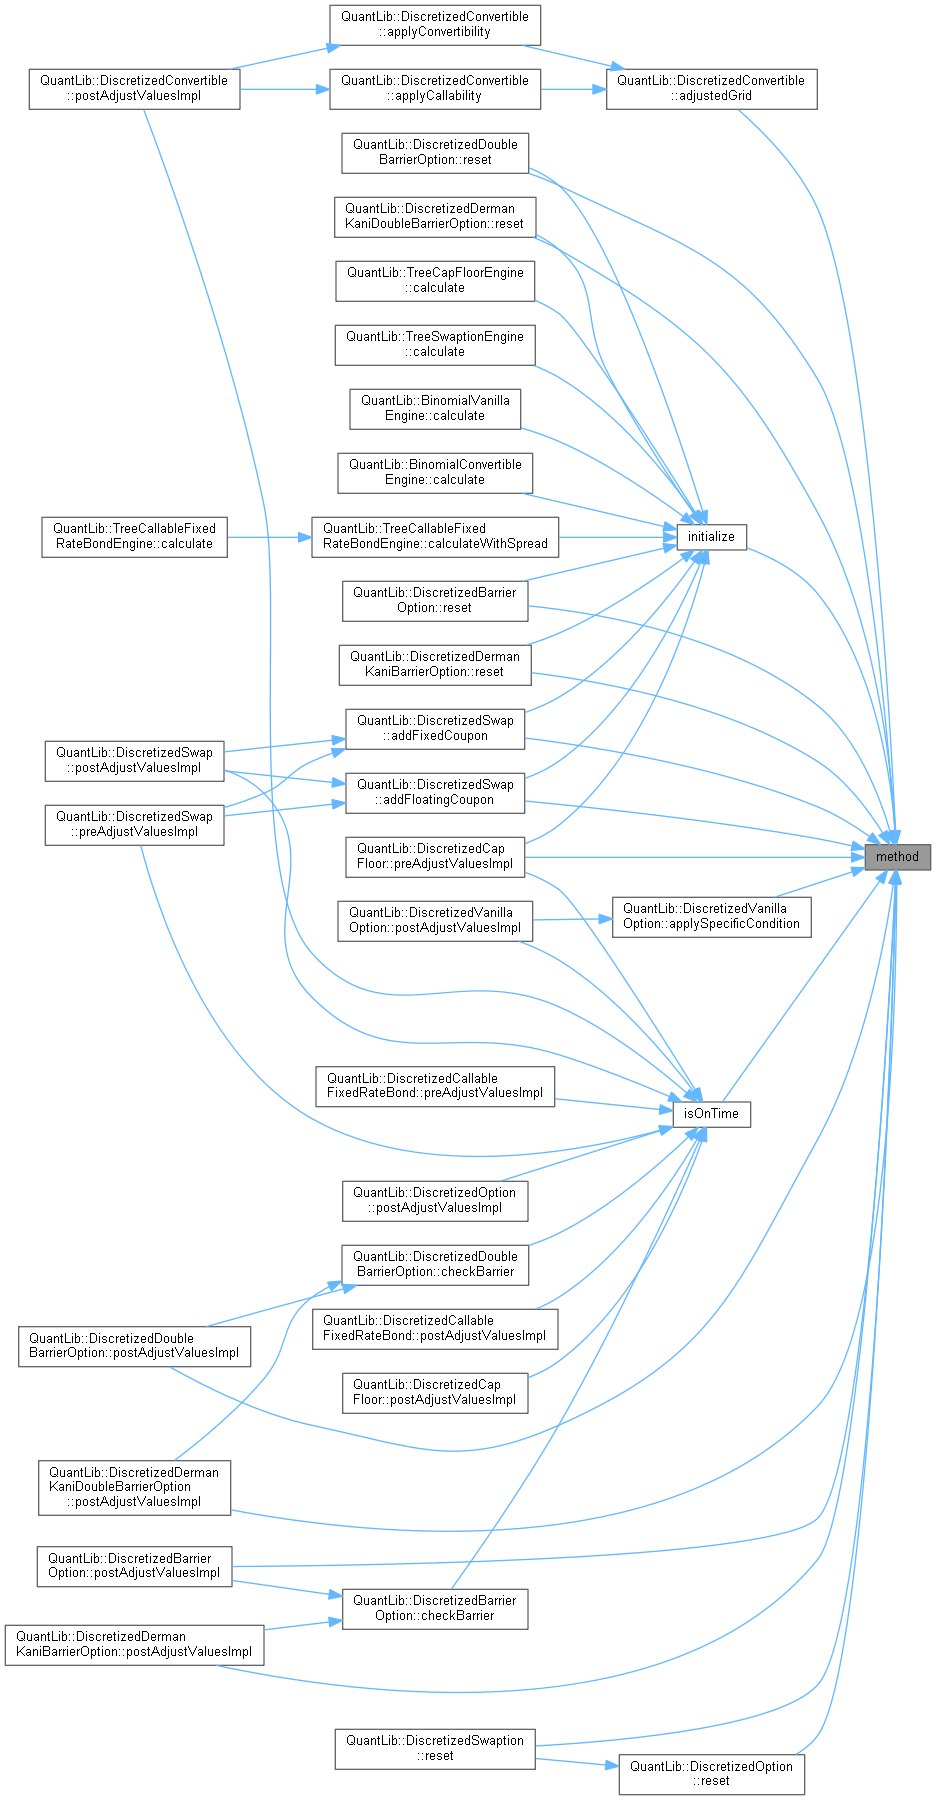 QuantLib::DiscretizedConvertible
::applyConvertibility
QuantLib::DiscretizedConvertible
::postAdjustValuesImpl
QuantLib::DiscretizedConvertible
::applyCallability
QuantLib::DiscretizedConvertible
::adjustedGrid
QuantLib::DiscretizedDouble
BarrierOption::reset
QuantLib::DiscretizedDerman
KaniDoubleBarrierOption::reset
QuantLib::TreeCapFloorEngine
::calculate
QuantLib::TreeSwaptionEngine
::calculate
QuantLib::BinomialVanilla
Engine::calculate
QuantLib::BinomialConvertible
Engine::calculate
QuantLib::TreeCallableFixed
RateBondEngine::calculate
QuantLib::TreeCallableFixed
RateBondEngine::calculateWithSpread
initialize
QuantLib::DiscretizedBarrier
Option::reset
QuantLib::DiscretizedDerman
KaniBarrierOption::reset
QuantLib::DiscretizedSwap
::addFixedCoupon
QuantLib::DiscretizedSwap
::postAdjustValuesImpl
QuantLib::DiscretizedSwap
::addFloatingCoupon
QuantLib::DiscretizedSwap
::preAdjustValuesImpl
QuantLib::DiscretizedCap
Floor::preAdjustValuesImpl
method
QuantLib::DiscretizedVanilla
Option::postAdjustValuesImpl
QuantLib::DiscretizedVanilla
Option::applySpecificCondition
QuantLib::DiscretizedCallable
FixedRateBond::preAdjustValuesImpl
isOnTime
QuantLib::DiscretizedOption
::postAdjustValuesImpl
QuantLib::DiscretizedDouble
BarrierOption::checkBarrier
QuantLib::DiscretizedCallable
FixedRateBond::postAdjustValuesImpl
QuantLib::DiscretizedDouble
BarrierOption::postAdjustValuesImpl
QuantLib::DiscretizedCap
Floor::postAdjustValuesImpl
QuantLib::DiscretizedDerman
KaniDoubleBarrierOption
::postAdjustValuesImpl
QuantLib::DiscretizedBarrier
Option::postAdjustValuesImpl
QuantLib::DiscretizedBarrier
Option::checkBarrier
QuantLib::DiscretizedDerman
KaniBarrierOption::postAdjustValuesImpl
QuantLib::DiscretizedSwaption
::reset
QuantLib::DiscretizedOption
::reset